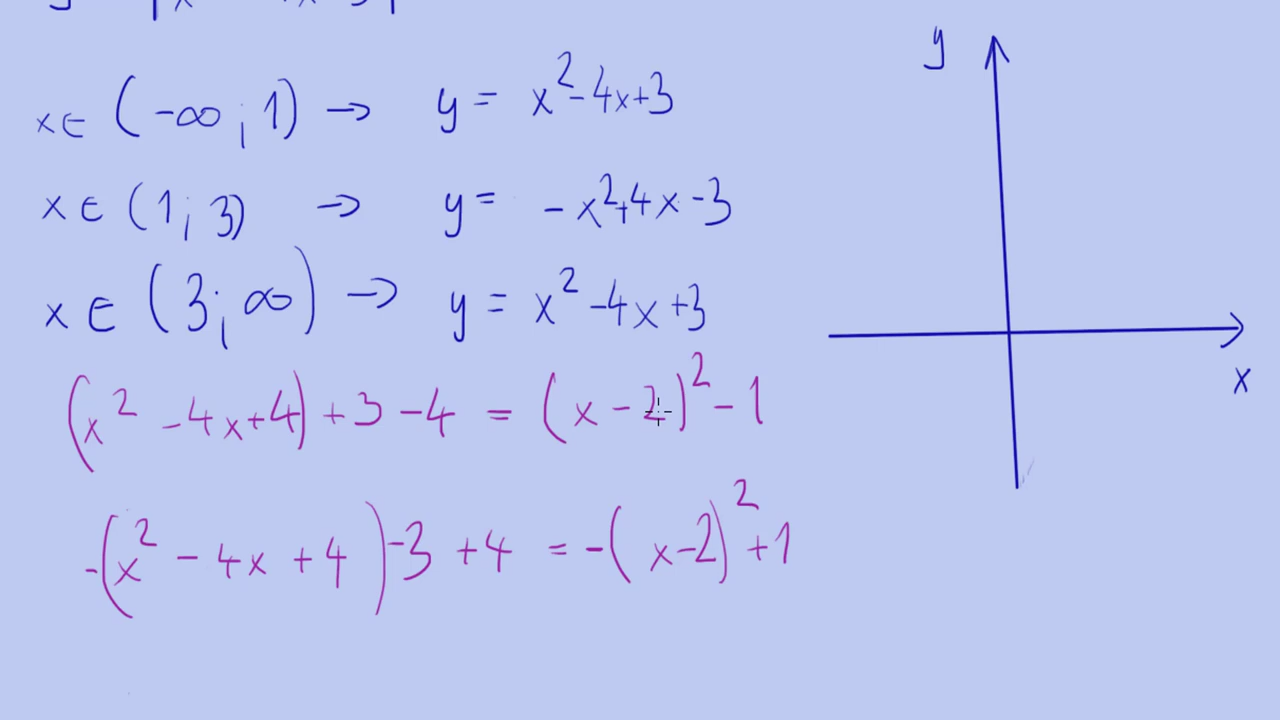 x∈ (-∞; 1) → y = x²-4x+3
x∈ (1; 3) → y = -x²+4x-3
x∈ (3; ∞) → y = x²-4x+3
(x²-4x+4)+3-4 = (x-2)²-1
-(x²-4x+4)-3+4 = -(x-2)²+1
y
x